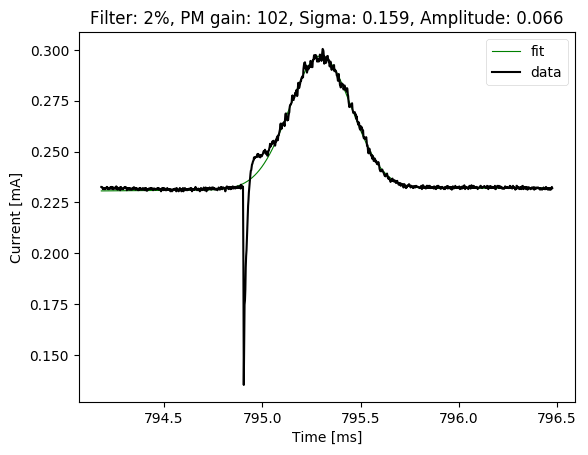 Filter: 2%, PM gain: 102, Sigma: 0.159, Amplitude: 0.066
fit
data
0.300
0.275
0.250
0.225
0.200
0.175
0.150
Current [mA]
794.5 795.0 795.5 796.0 796.5
Time [ms]